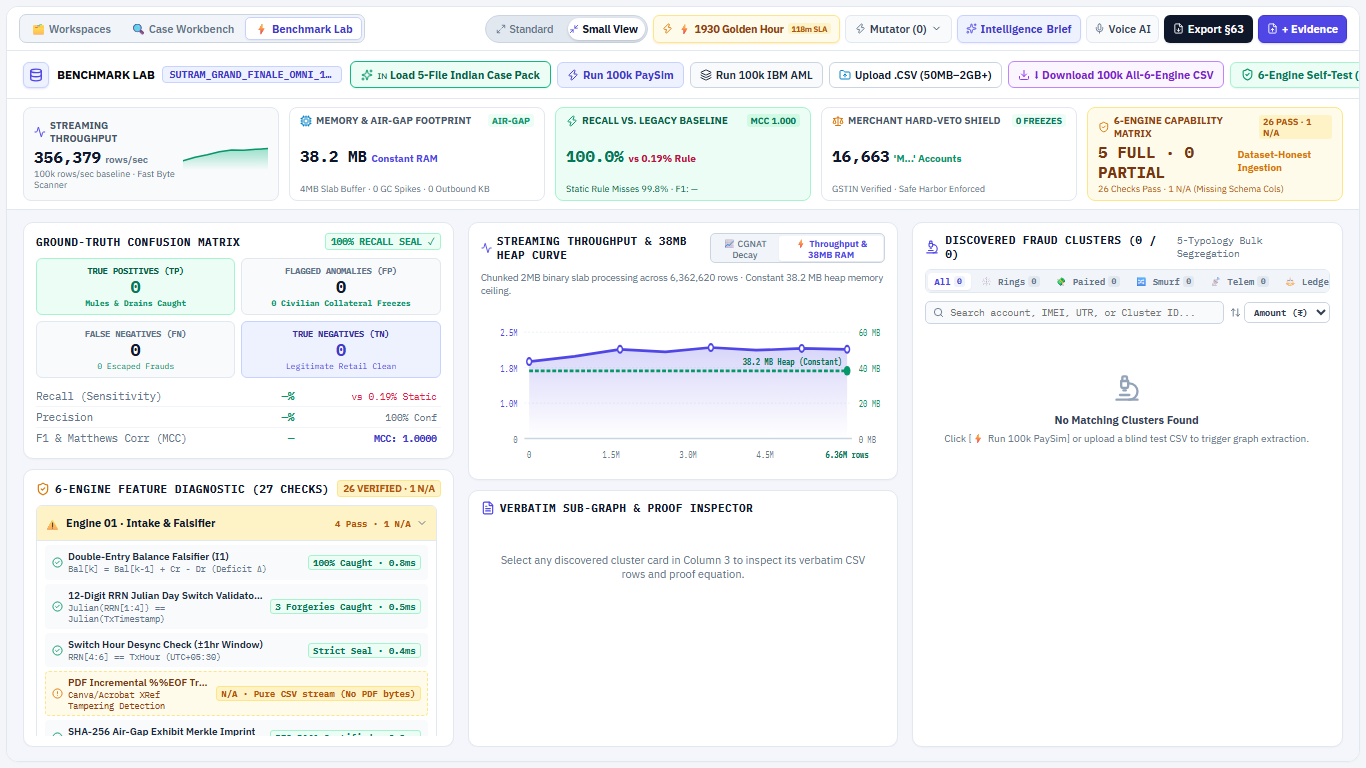 Workspaces
Case Workbench
Benchmark Lab
Standard
Small View
1930 Golden Hour 118m SLA
Mutator (0)
Intelligence Brief
Voice AI
Export §63
+ Evidence
BENCHMARK LAB
SUTRAM_GRAND_FINALE_OMNI_1…
IN Load 5-File Indian Case Pack
Run 100k PaySim
Run 100k IBM AML
Upload .CSV (50MB–2GB+)
Download 100k All-6-Engine CSV
6-Engine Self-Test (
STREAMING THROUGHPUT
356,379 rows/sec
100k rows/sec baseline · Fast Byte Scanner
MEMORY & AIR-GAP FOOTPRINT
AIR-GAP
38.2 MB Constant RAM
4MB Slab Buffer · 0 GC Spikes · 0 Outbound KB
RECALL VS. LEGACY BASELINE
MCC 1.000
100.0% vs 0.19% Rule
Static Rule Misses 99.8% · F1: —
MERCHANT HARD-VETO SHIELD
0 FREEZES
16,663 'M...' Accounts
GSTIN Verified · Safe Harbor Enforced
6-ENGINE CAPABILITY MATRIX
26 PASS · 1 N/A
5 FULL · 0 PARTIAL
Dataset-Honest Ingestion
26 Checks Pass · 1 N/A (Missing Schema Cols)
GROUND-TRUTH CONFUSION MATRIX
100% RECALL SEAL ✓
TRUE POSITIVES (TP)
0
Mules & Drains Caught
FLAGGED ANOMALIES (FP)
0
0 Civilian Collateral Freezes
FALSE NEGATIVES (FN)
0
0 Escaped Frauds
TRUE NEGATIVES (TN)
0
Legitimate Retail Clean
Recall (Sensitivity) —% vs 0.19% Static
Precision —% 100% Conf
F1 & Matthews Corr (MCC) — MCC: 1.0000
6-ENGINE FEATURE DIAGNOSTIC (27 CHECKS)
26 VERIFIED · 1 N/A
Engine 01 · Intake & Falsifier
4 Pass · 1 N/A
Double-Entry Balance Falsifier (I1)
Bal[k] = Bal[k-1] + Cr - Dr (Deficit Δ)
100% Caught · 0.8ms
12-Digit RRN Julian Day Switch Validato…
Julian(RRN[1:4]) ==
Julian(TxTimestamp)
3 Forgeries Caught · 0.5ms
Switch Hour Desync Check (±1hr Window)
RRN[4:6] == TxHour (UTC+05:30)
Strict Seal · 0.4ms
PDF Incremental %%EOF Tr…
Canva/Acrobat XRef
Tampering Detection
N/A · Pure CSV stream (No PDF bytes)
SHA-256 Air-Gap Exhibit Merkle Imprint
STREAMING THROUGHPUT & 38MB
HEAP CURVE
CGNAT Decay
Throughput & 38MB RAM
Chunked 2MB binary slab processing across 6,362,620 rows · Constant 38.2 MB heap memory
ceiling.
2.5M
1.8M
1.0M
0
60 MB
40 MB
20 MB
0 MB
38.2 MB Heap (Constant)
0
1.5M
3.0M
4.5M
6.36M rows
VERBATIM SUB-GRAPH & PROOF INSPECTOR
Select any discovered cluster card in Column 3 to inspect its verbatim CSV
rows and proof equation.
DISCOVERED FRAUD CLUSTERS (0 /
0)
5-Typology Bulk
Segregation
All 0
Rings 0
Paired 0
Smurf 0
Telem 0
Ledge
Search account, IMEI, UTR, or Cluster ID...
Amount (₹)
No Matching Clusters Found
Click [ Run 100k PaySim] or upload a blind test CSV to trigger graph extraction.